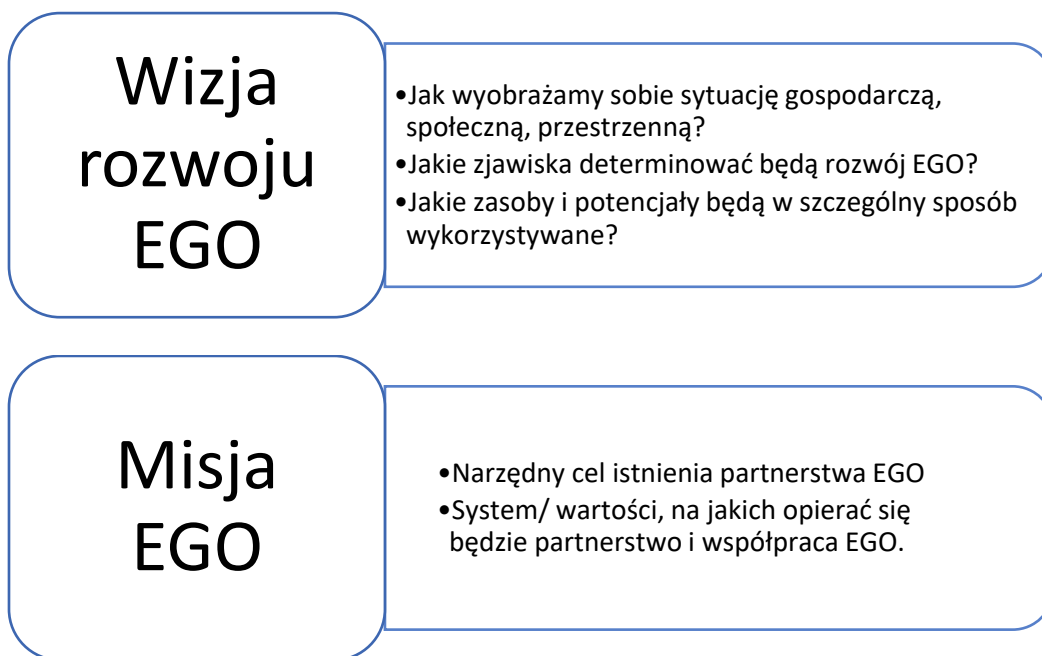 Wizja
rozwoju
EGO
•Jak wyobrażamy sobie sytuację gospodarczą,
społeczną, przestrzenną?
•Jakie zjawiska determinować będą rozwój EGO?
•Jakie zasoby i potencjały będą w szczególny sposób
wykorzystywane?
Misja
EGO
•Narzędny cel istnienia partnerstwa EGO
•System/ wartości, na jakich opierać się
będzie partnerstwo i współpraca EGO.